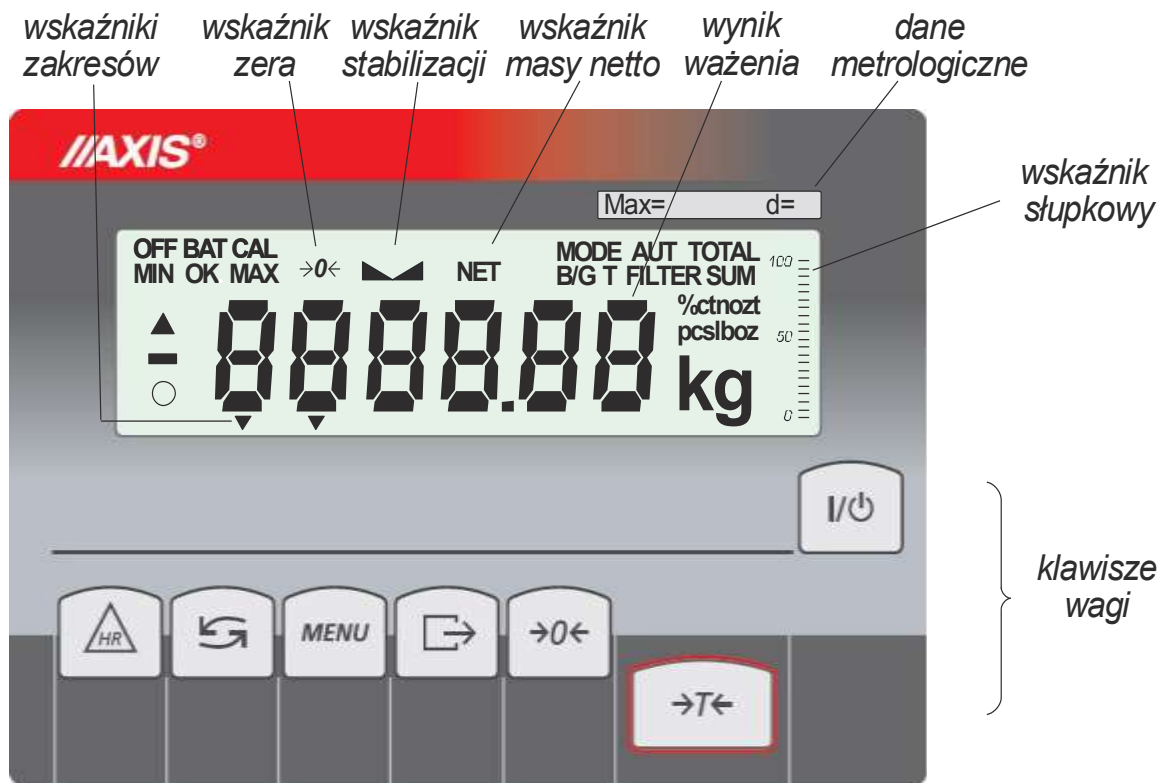 wskaźniki
zakresów
wskaźnik
zera
wskaźnik
stabilizacji
wskaźnik
masy netto
wynik
ważenia
dane
metrologiczne
//AXIS®
Max= d=
wskaźnik
słupkowy
OFF BAT CAL
MIN OK MAX
→0←
NET
MODE AUT TOTAL
B/G T FILTER SUM
%ctnozt
pcslboz
8888.88
kg
100
50
0
I/⏻
klawisze
wagi
HR
MENU
→0←
→T←